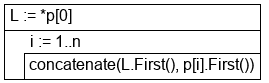 L := *p[0]
i := 1..n
concatenate(L.First(), p[i].First())